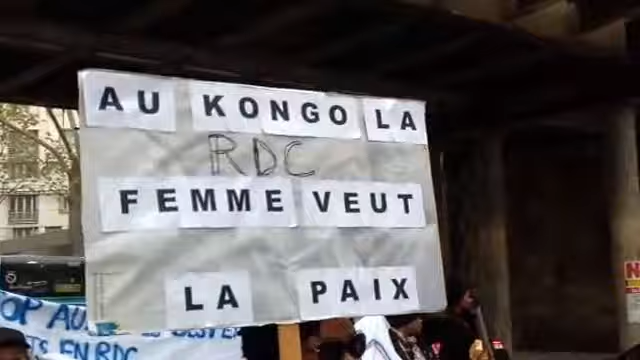 AU KONGO LA
RDC
FEMME VEUT
LA PAIX
EN RDC